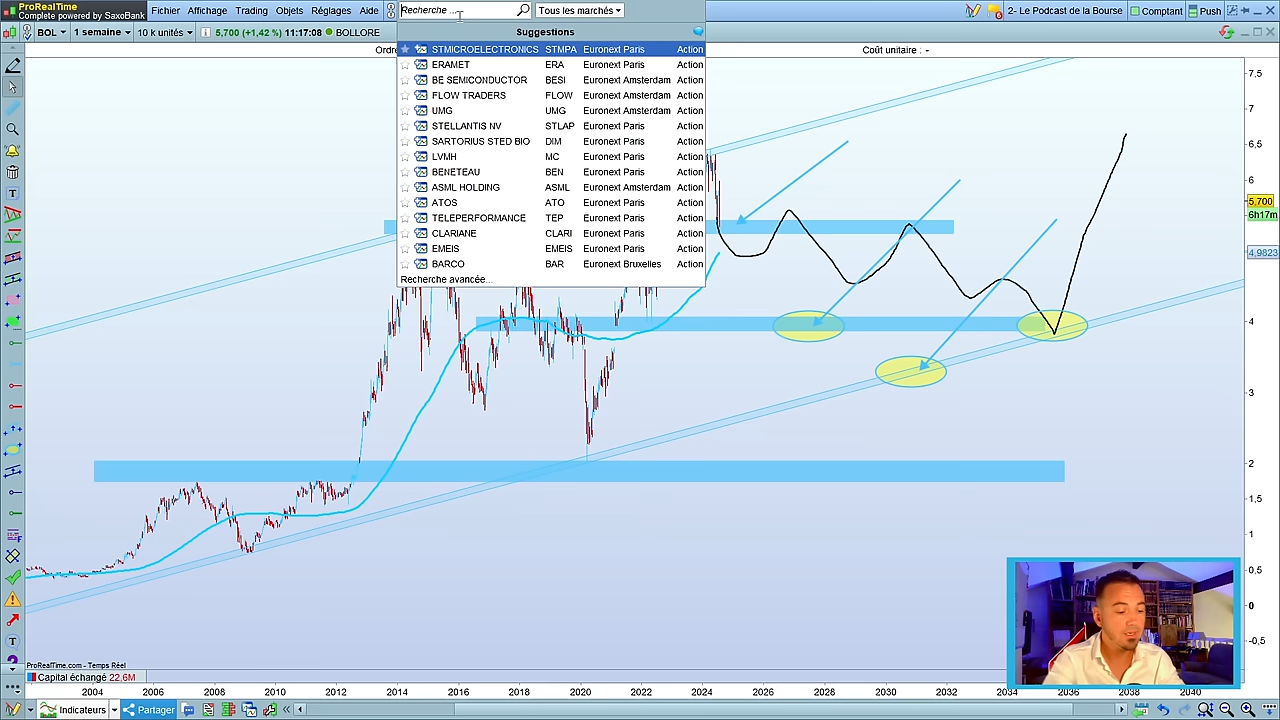 ProRealTime
Complete powered by SaxoBank
Fichier Affichage Trading Objets Réglages Aide
Recherche ...
Tous les marchés
2- Le Podcast de la Bourse
Comptant
Push
BOL
1 semaine
10 k unités
5,700 (+1,42 %) 11:17:08
BOLLORE
Suggestions
Ordre
Coût unitaire : -
STMICROELECTRONICS STMPA Euronext Paris Action
ERAMET ERA Euronext Paris Action
BE SEMICONDUCTOR BESI Euronext Amsterdam Action
FLOW TRADERS FLOW Euronext Amsterdam Action
UMG UMG Euronext Amsterdam Action
STELLANTIS NV STLAP Euronext Paris Action
SARTORIUS STED BIO DIM Euronext Paris Action
LVMH MC Euronext Paris Action
BENETEAU BEN Euronext Paris Action
ASML HOLDING ASML Euronext Amsterdam Action
ATOS ATO Euronext Paris Action
TELEPERFORMANCE TEP Euronext Paris Action
CLARIANE CLARI Euronext Paris Action
EMEIS EMEIS Euronext Paris Action
BARCO BAR Euronext Bruxelles Action
Recherche avancée...
7,5
7
6,5
6
5,700
6h17m
4,9823
4
3
2
1,5
1
0,5
0
-0,5
ProRealTime.com - Temps Réel
Capital échangé 22,6M
2004 2006 2008 2010 2012 2014 2016 2018 2020 2022 2024 2026 2028 2030 2032 2034 2036 2038 2040
Indicateurs
Partager